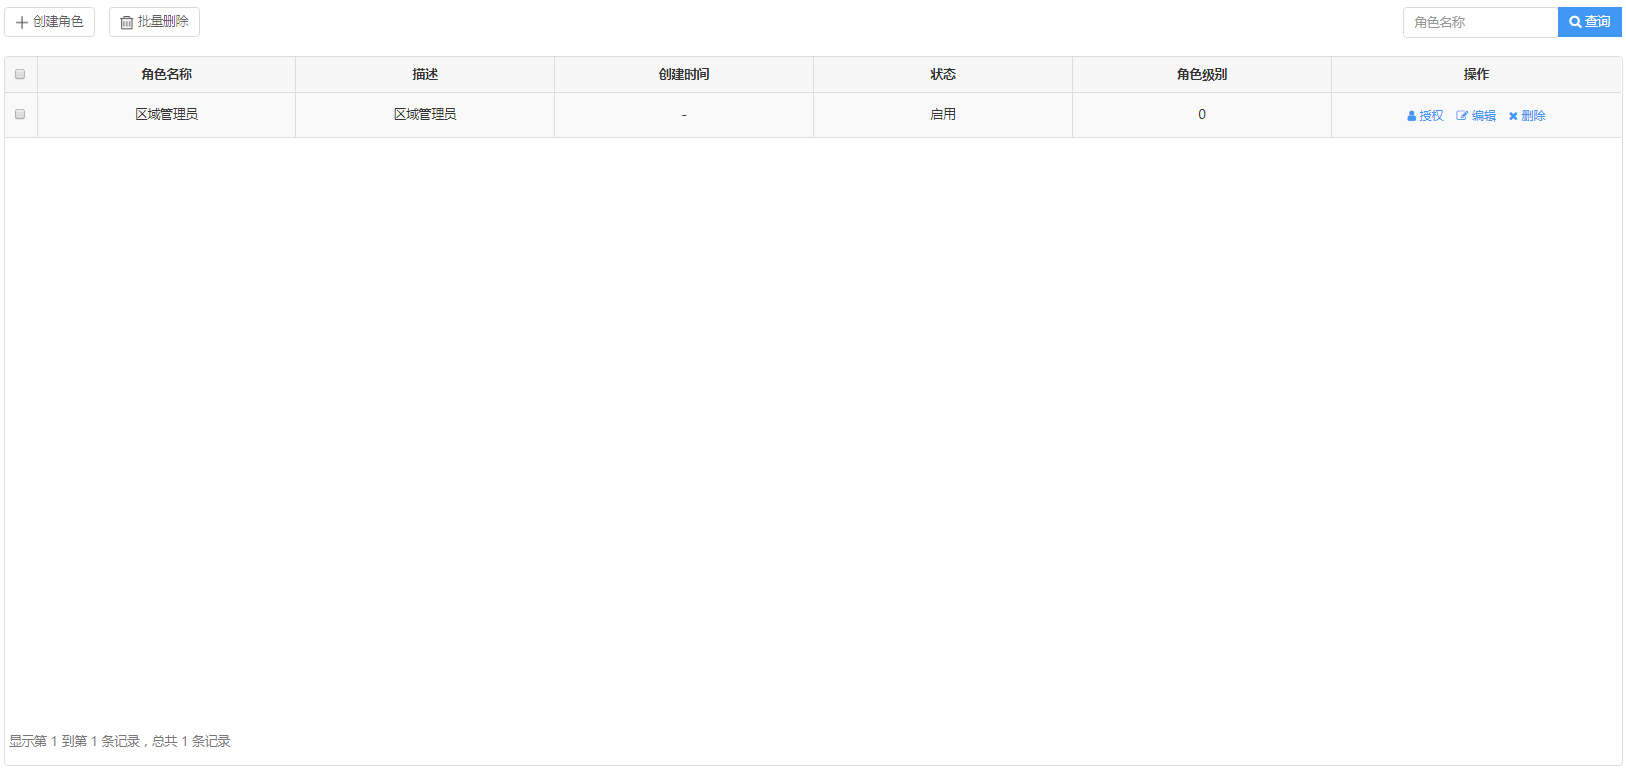 创建角色 批量删除 角色名称 查询
角色名称 描述 创建时间 状态 角色级别 操作
区域管理员 区域管理员 - 启用 0 授权 编辑 删除
显示第 1 到第 1 条记录，总共 1 条记录